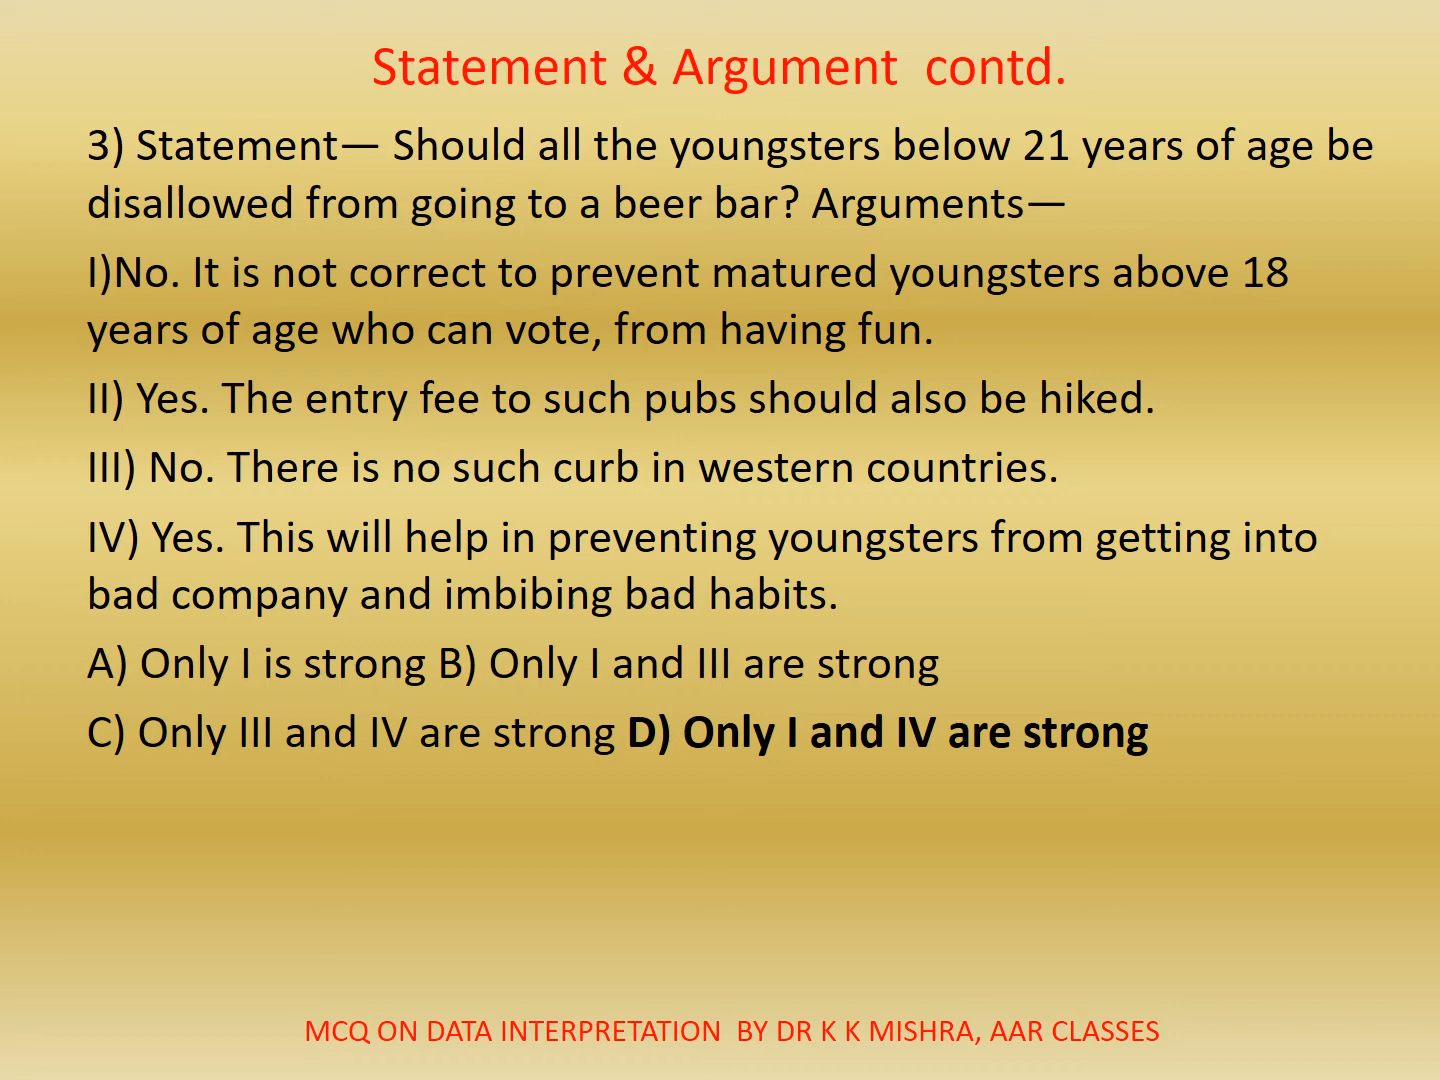 Statement & Argument contd.
3) Statement— Should all the youngsters below 21 years of age be
disallowed from going to a beer bar? Arguments—
I)No. It is not correct to prevent matured youngsters above 18
years of age who can vote, from having fun.
II) Yes. The entry fee to such pubs should also be hiked.
III) No. There is no such curb in western countries.
IV) Yes. This will help in preventing youngsters from getting into
bad company and imbibing bad habits.
A) Only I is strong B) Only I and III are strong
C) Only III and IV are strong D) Only I and IV are strong
MCQ ON DATA INTERPRETATION BY DR K K MISHRA, AAR CLASSES